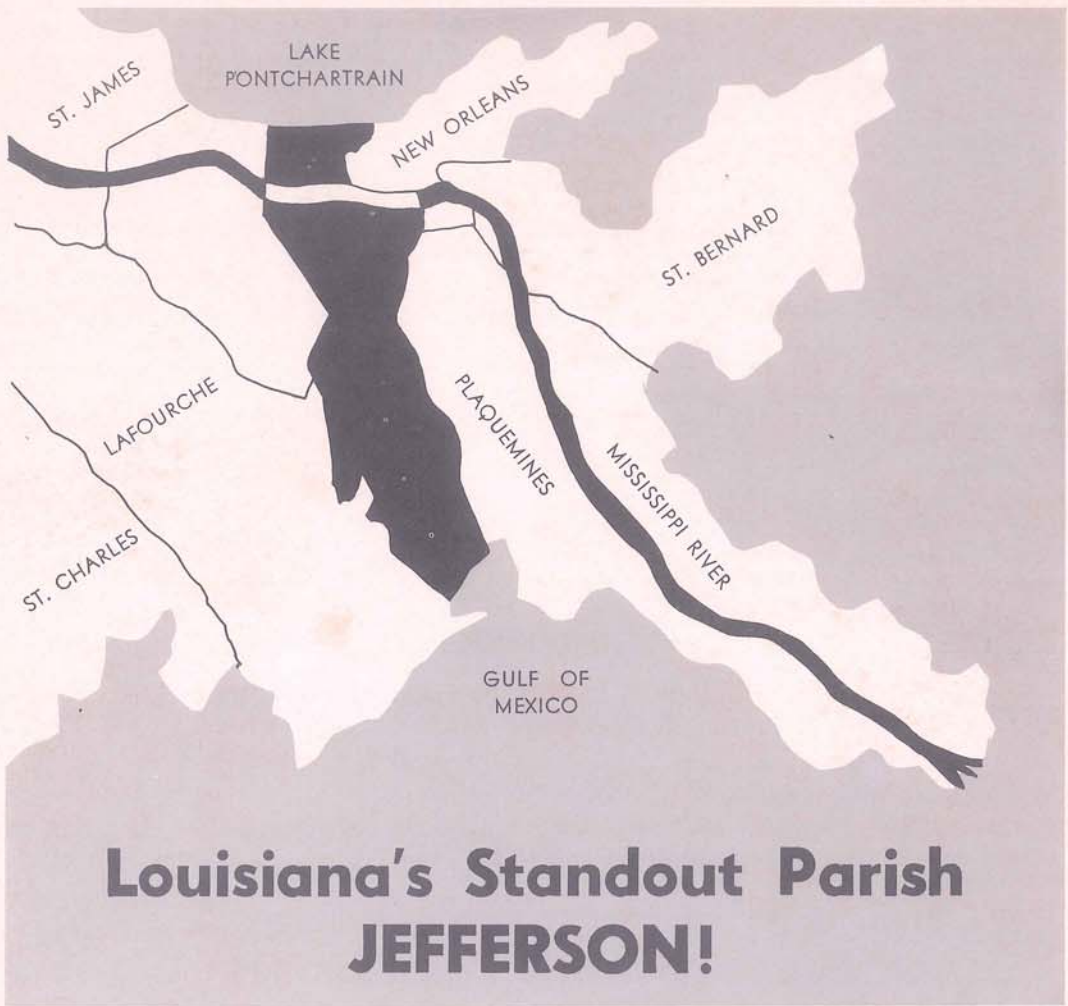 LAKE
PONTCHARTRAIN
ST. JAMES
NEW ORLEANS
ST. BERNARD
LAFOURCHE
PLAQUEMINES
MISSISSIPPI RIVER
ST. CHARLES
GULF OF
MEXICO
Louisiana's Standout Parish
JEFFERSON!